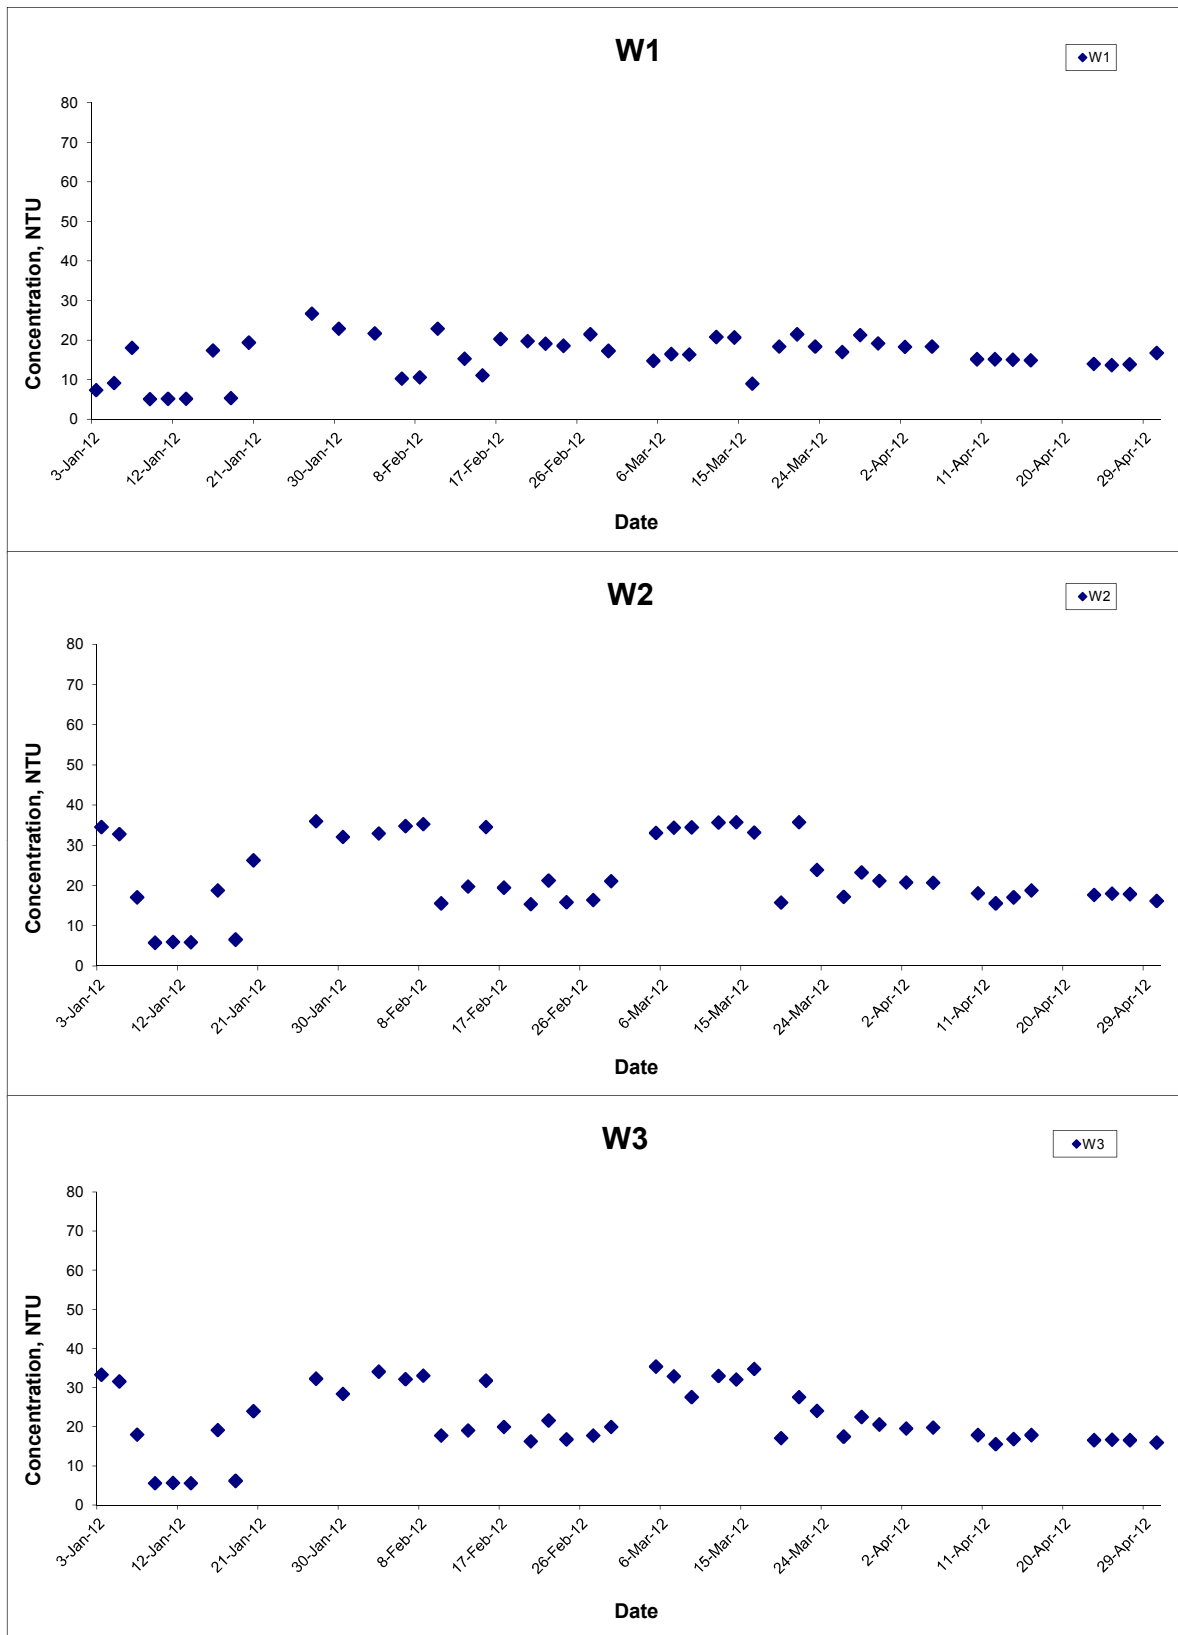 W1
W1
80
70
60
50
40
30
20
10
0
Concentration, NTU
3-Jan-12
12-Jan-12
21-Jan-12
30-Jan-12
8-Feb-12
17-Feb-12
26-Feb-12
6-Mar-12
15-Mar-12
24-Mar-12
2-Apr-12
11-Apr-12
20-Apr-12
29-Apr-12
Date
W2
W2
80
70
60
50
40
30
20
10
0
Concentration, NTU
3-Jan-12
12-Jan-12
21-Jan-12
30-Jan-12
8-Feb-12
17-Feb-12
26-Feb-12
6-Mar-12
15-Mar-12
24-Mar-12
2-Apr-12
11-Apr-12
20-Apr-12
29-Apr-12
Date
W3
W3
80
70
60
50
40
30
20
10
0
Concentration, NTU
3-Jan-12
12-Jan-12
21-Jan-12
30-Jan-12
8-Feb-12
17-Feb-12
26-Feb-12
6-Mar-12
15-Mar-12
24-Mar-12
2-Apr-12
11-Apr-12
20-Apr-12
29-Apr-12
Date